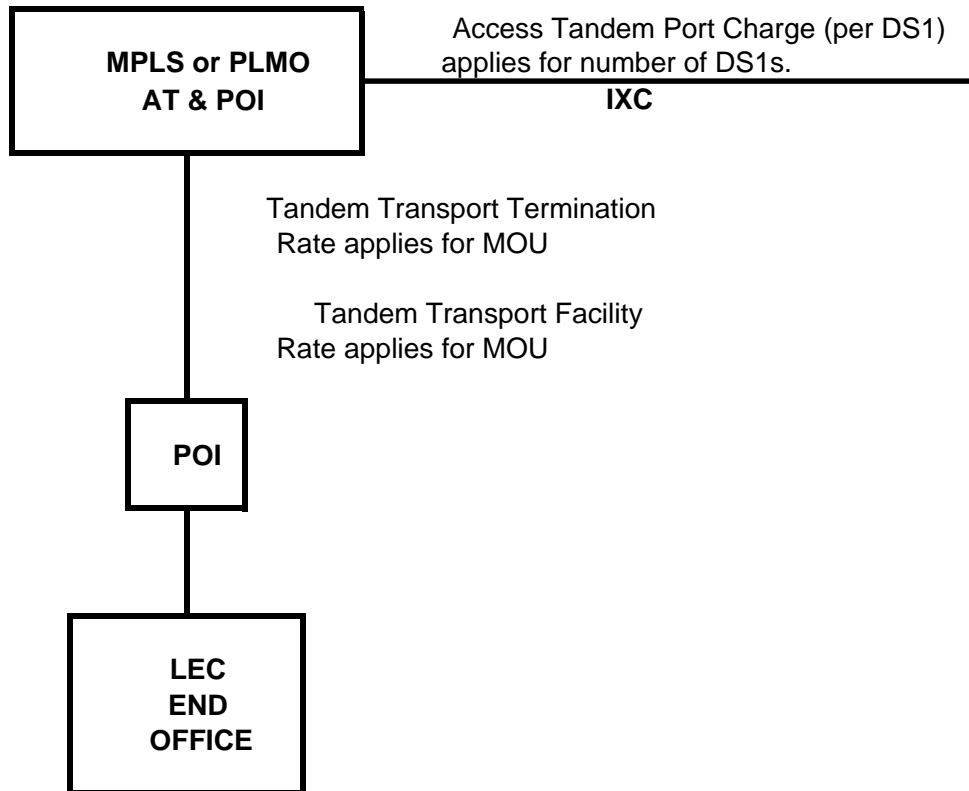 Access Tandem Port Charge (per DS1)
applies for number of DS1s.
MPLS or PLMO
AT & POI
IXC
Tandem Transport Termination
Rate applies for MOU
Tandem Transport Facility
Rate applies for MOU
POI
LEC
END
OFFICE